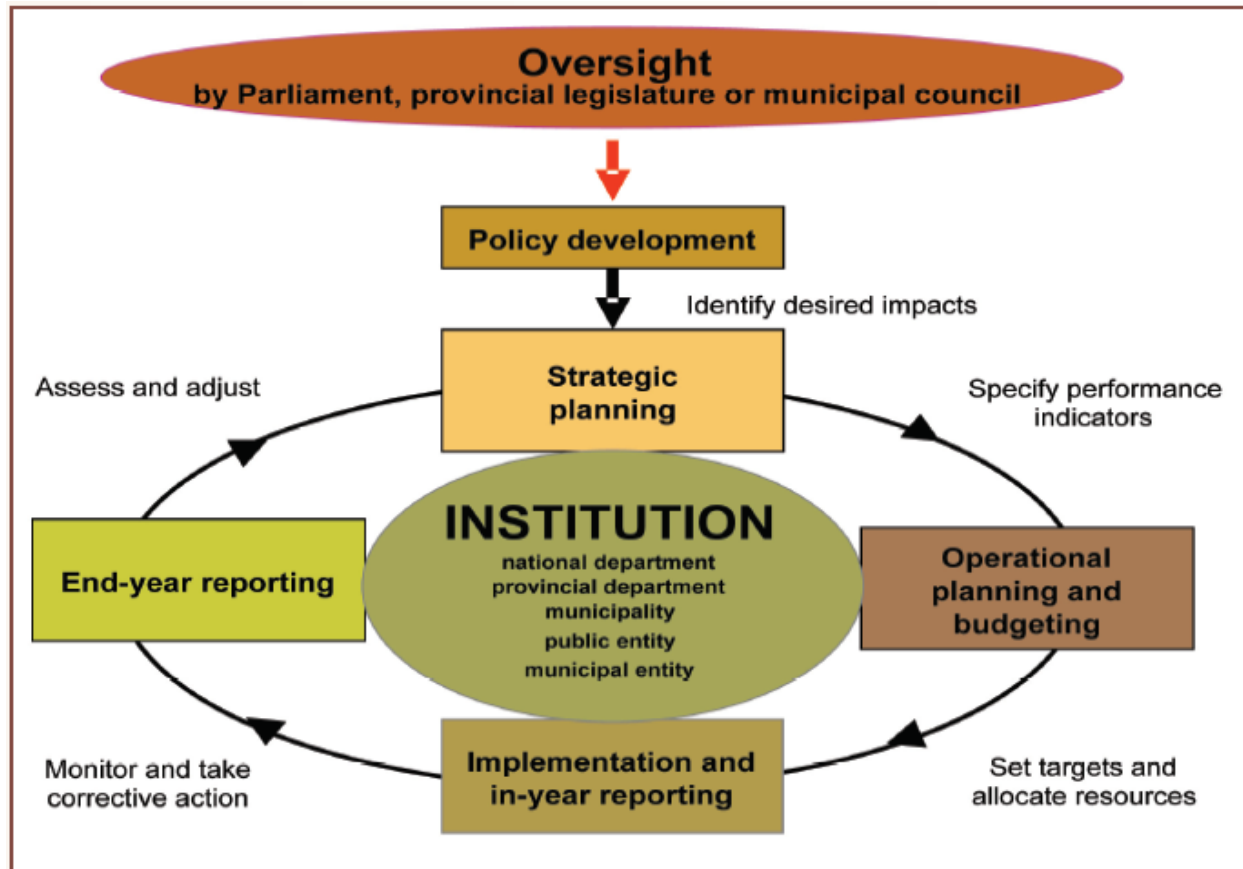 Oversight
by Parliament, provincial legislature or municipal council
Policy development
Identify desired impacts
Strategic
planning
Assess and adjust
Specify performance
indicators
INSTITUTION
national department
provincial department
municipality
public entity
municipal entity
End-year reporting
Operational
planning and
budgeting
Implementation and
in-year reporting
Monitor and take
corrective action
Set targets and
allocate resources